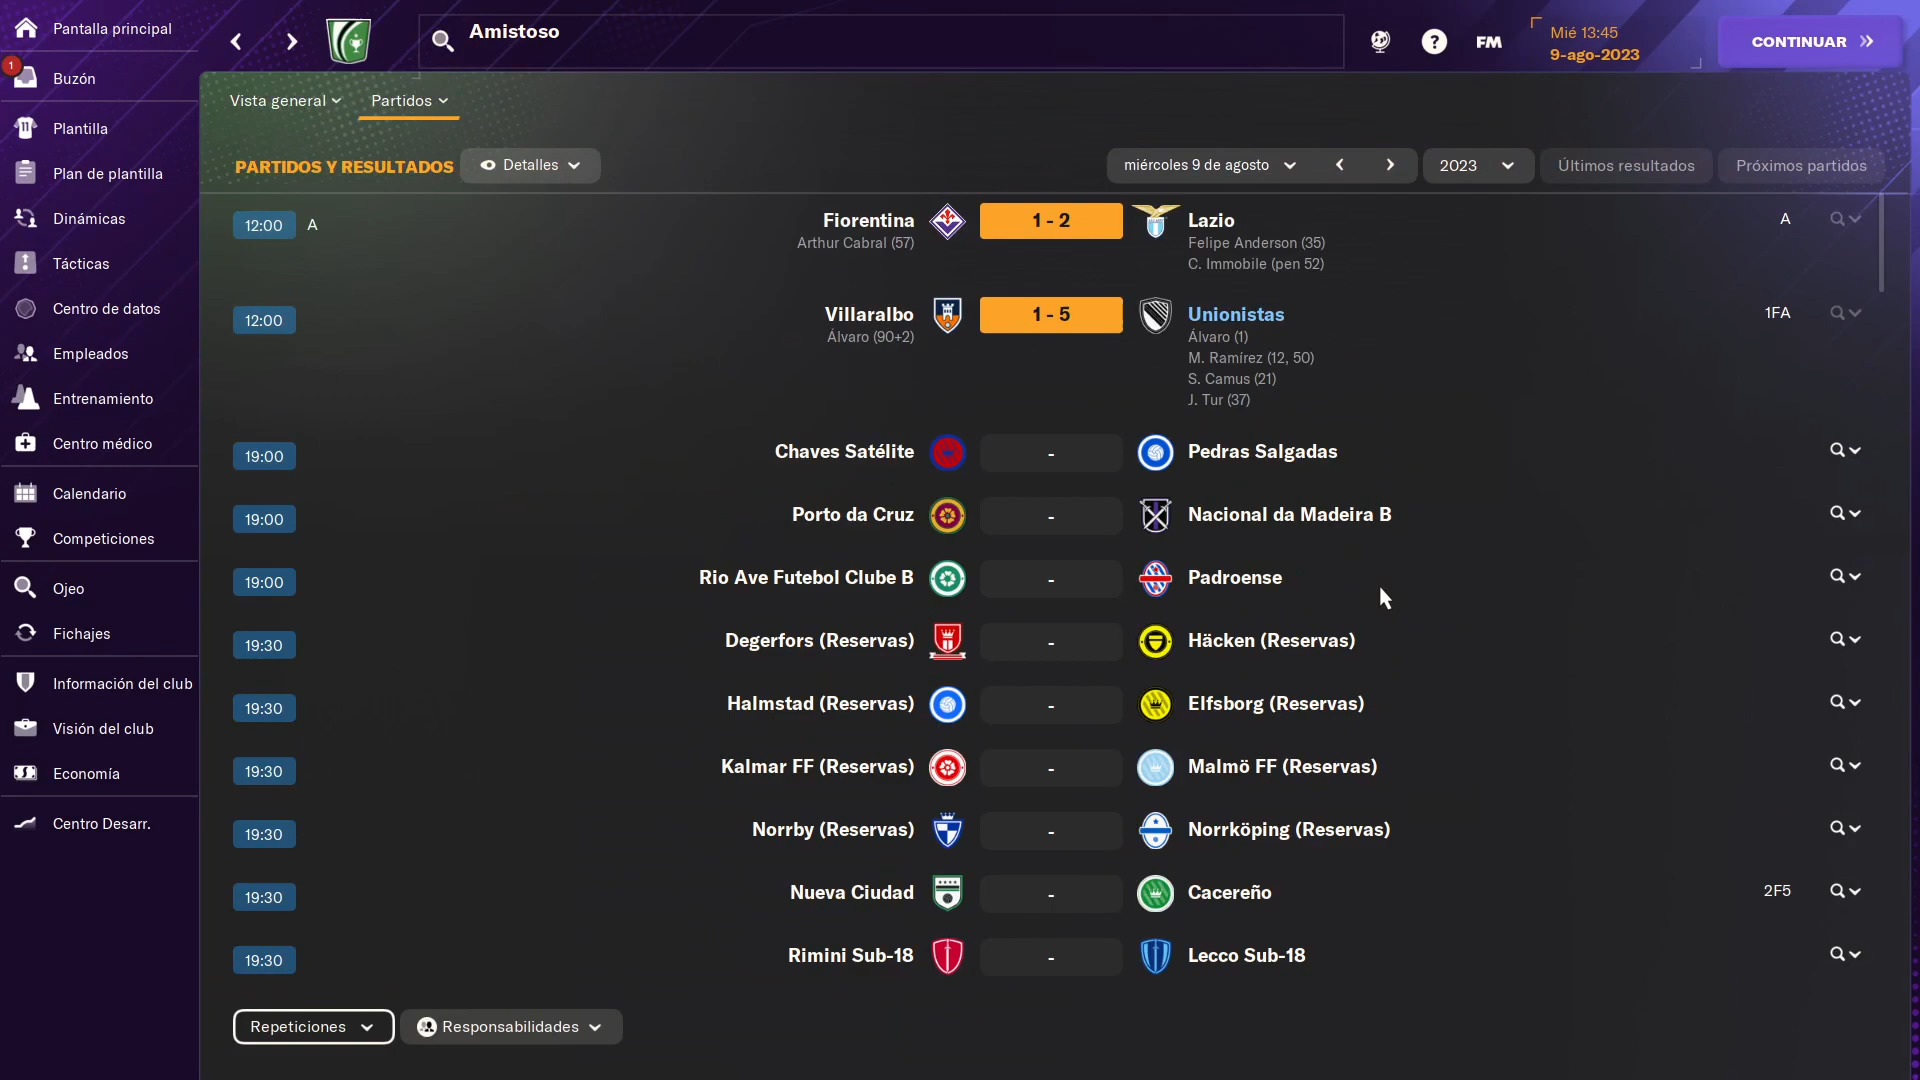 Pantalla principal
1
Buzón
Plantilla
Plan de plantilla
Dinámicas
Tácticas
Centro de datos
Empleados
Entrenamiento
Centro médico
Calendario
Competiciones
Ojeo
Fichajes
Información del club
Visión del club
Economía
Centro Desarr.
Amistoso
?
FM
Mié 13:45
9-ago-2023
CONTINUAR
Vista general
Partidos
PARTIDOS Y RESULTADOS
Detalles
miércoles 9 de agosto
2023
Últimos resultados
Próximos partidos
12:00 A Fiorentina 1 - 2 Lazio A
Arthur Cabral (57) Felipe Anderson (35)
C. Immobile (pen 52)
12:00 Villaralbo 1 - 5 Unionistas 1FA
Álvaro (90+2) Álvaro (1)
M. Ramírez (12, 50)
S. Camus (21)
J. Tur (37)
19:00 Chaves Satélite - Pedras Salgadas
19:00 Porto da Cruz - Nacional da Madeira B
19:00 Rio Ave Futebol Clube B - Padroense
19:30 Degerfors (Reservas) - Häcken (Reservas)
19:30 Halmstad (Reservas) - Elfsborg (Reservas)
19:30 Kalmar FF (Reservas) - Malmö FF (Reservas)
19:30 Norrby (Reservas) - Norrköping (Reservas)
19:30 Nueva Ciudad - Cacereño 2F5
19:30 Rimini Sub-18 - Lecco Sub-18
Repeticiones
Responsabilidades